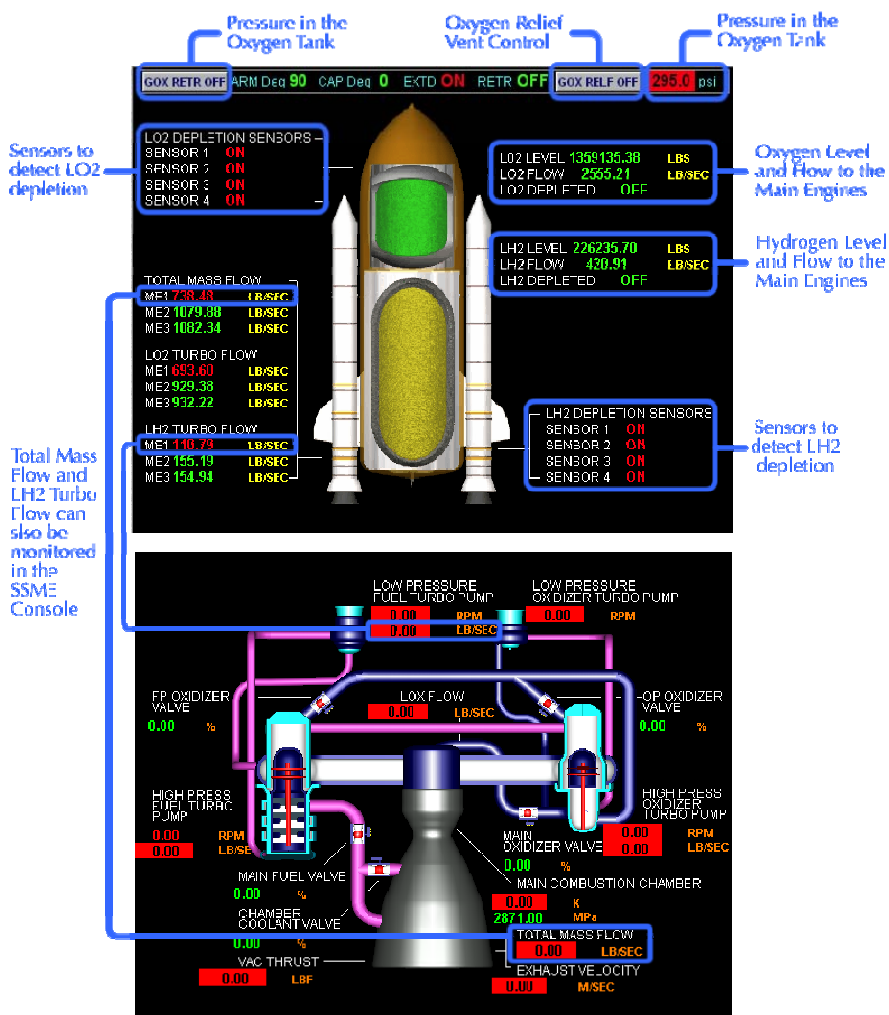 Pressure in the
Oxygen Tank
Oxygen Relief
Vent Control
Pressure in the
Oxygen Tank
GOX RETR OFF ARM Deg 90 CAP Deg 0 EXTD ON RETR OFF GOX RELF OFF 295.0 psi
Sensors to
detect LO2
depletion
LO2 DEPLETION SENSORS
SENSOR 1 ON
SENSOR 2 ON
SENSOR 3 ON
SENSOR 4 ON
LO2 LEVEL 1359135.38 LBS
LO2 FLOW 2555.21 LB/SEC
LO2 DEPLETED OFF
Oxygen Level
and Flow to the
Main Engines
LH2 LEVEL 226235.70 LBS
LH2 FLOW 420.91 LB/SEC
LH2 DEPLETED OFF
Hydrogen Level
and Flow to the
Main Engines
TOTAL MASS FLOW
ME1 LB/SEC
ME2 1079.88 LB/SEC
ME3 1082.34 LB/SEC
LO2 TURBO FLOW
ME1 693.60 LB/SEC
ME2 929.38 LB/SEC
ME3 932.22 LB/SEC
LH2 TURBO FLOW
ME1 LB/SEC
ME2 155.19 LB/SEC
ME3 154.94 LB/SEC
LH2 DEPLETION SENSORS
SENSOR 1 ON
SENSOR 2 ON
SENSOR 3 ON
SENSOR 4 ON
Sensors to
detect LH2
depletion
Total Mass
Flow and
LH2 Turbo
Flow can
also be
monitored
in the
SSME
Console
LOW PRESSURE
FUEL TURBO PUMP
0.00 RPM
0.00 LB/SEC
LOW PRESSURE
OXIDIZER TURBO PUMP
0.00 RPM
FP OXIDIZER
VALVE
0.00 %
LOX FLOW
0.00 LB/SEC
OP OXIDIZER
VALVE
0.00 %
HIGH PRESS
FUEL TURBO
PUMP
0.00 RPM
0.00 LB/SE
HIGH PRESS
OXIDIZER
TURBO PUMP
0.00 RPM
0.00 LB/SEC
MAIN
OXIDIZER VALVE
0.00 %
MAIN FUEL VALVE
0.00 %
MAIN COMBUSTION CHAMBER
0.00 K
2871.00 MPa
CHAMBER
COOLANT VALVE
0.00 %
TOTAL MASS FLOW
0.00 LB/SEC
VAC THRUST
0.00 LBF
EXHAUST VELOCITY
0.00 M/SEC